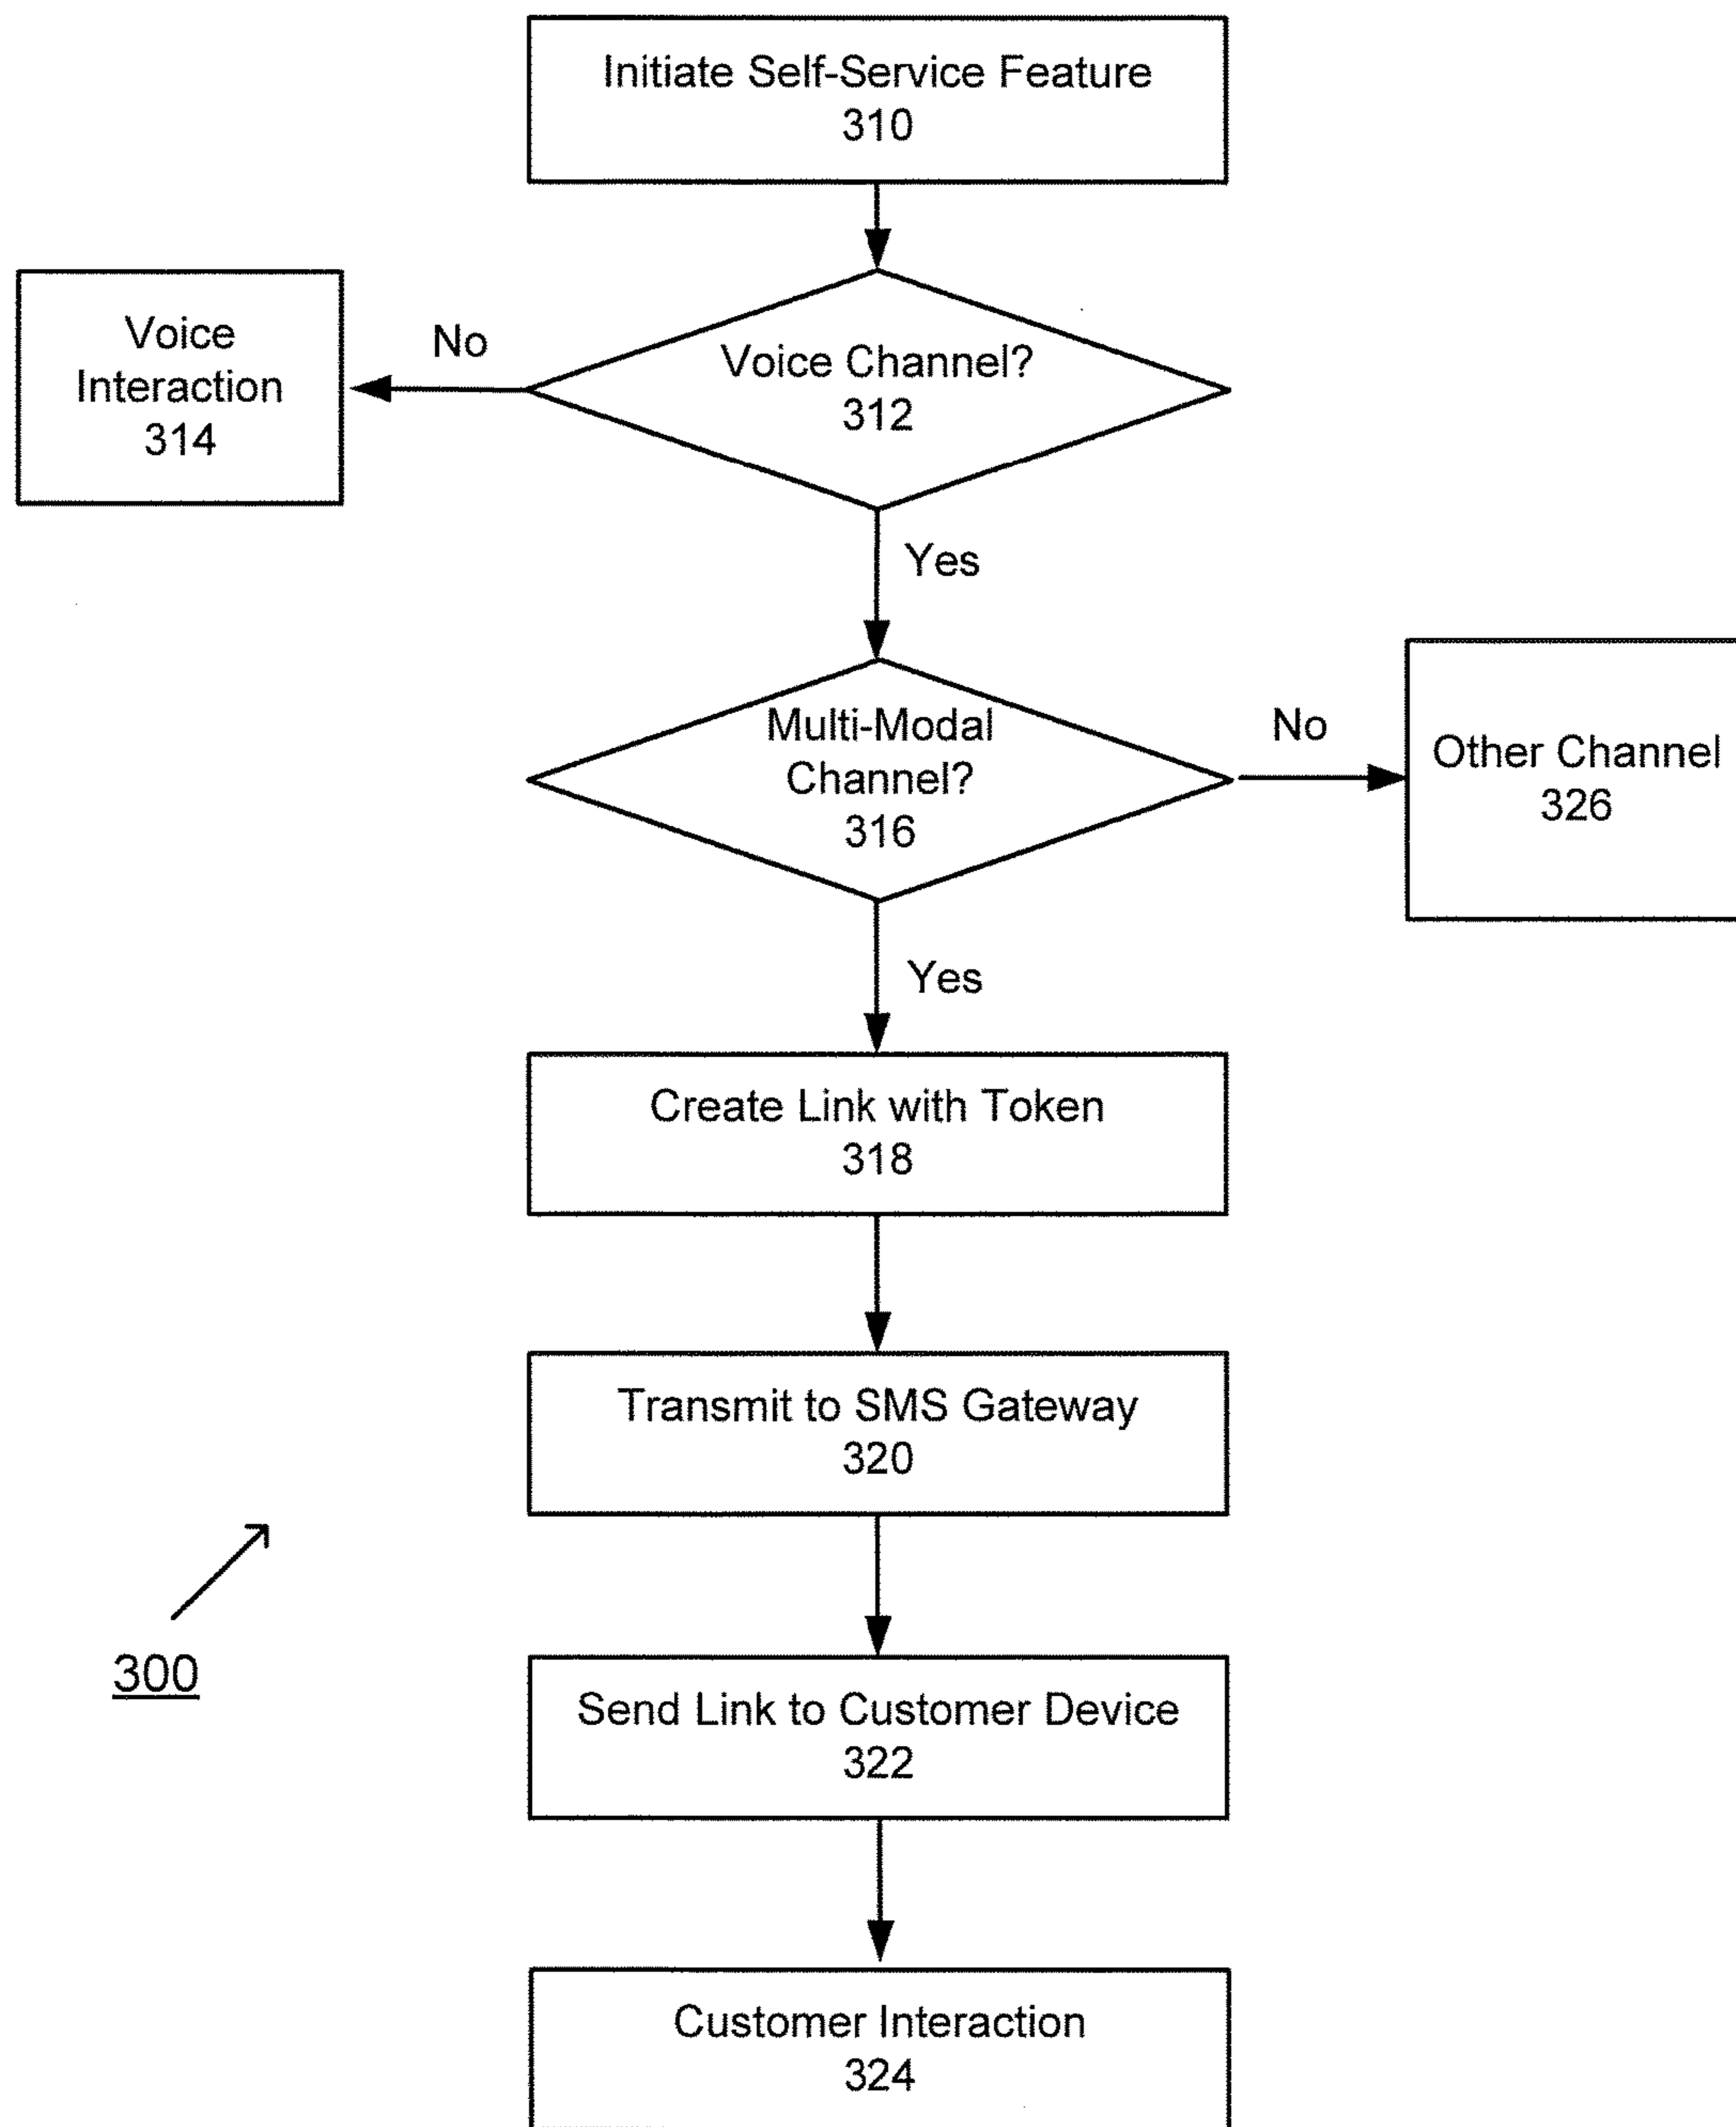 Initiate Self-Service Feature
310
Voice
Interaction
314
No
Voice Channel?
312
Yes
Multi-Modal
Channel?
316
No
Other Channel
326
Yes
Create Link with Token
318
Transmit to SMS Gateway
320
300
Send Link to Customer Device
322
Customer Interaction
324